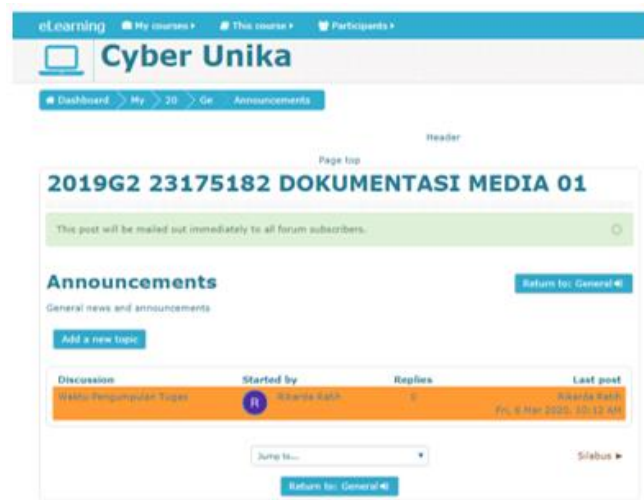 eLearning My courses This course Participants
Cyber Unika
Dashboard My 20 Ge Announcements
Header
Page top
2019G2 23175182 DOKUMENTASI MEDIA 01
This post will be mailed out immediately to all forum subscribers.
Announcements
Return to: General
General news and announcements
Add a new topic
Discussion Started by Replies Last post
Waktu Pengumpulan Tugas R Rikarda Ratih 0 Rikarda Ratih
Fri, 6 Mar 2020, 10:12 AM
Jump to... Silabus
Return to: General